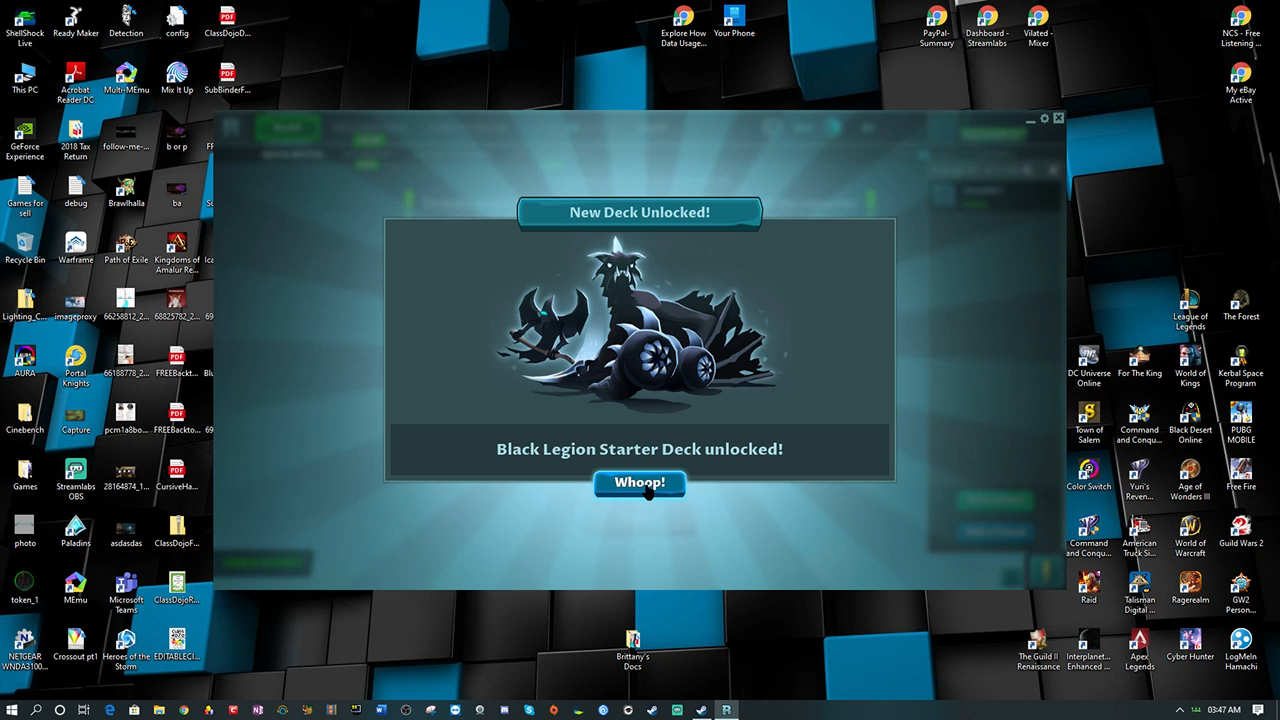 ShellShock
Live
Ready Maker
Detection
config
ClassDojoD...
Explore How
Data Usage...
Your Phone
PayPal-
Summary
Dashboard -
Streamlabs
Vilated -
Mixer
NCS - Free
Listening ...
This PC
Acrobat
Reader DC
Multi-MEmu
Mix It Up
SubBinderF...
My eBay
Active
GeForce
Experience
2018 Tax
Return
follow-me-...
b or p
Games for
sell
debug
Brawlhalla
ba
New Deck Unlocked!
Recycle Bin
Warframe
Path of Exile
Kingdoms of
Amalur Re...
Lighting_C...
imageproxy
66258812_2...
68825782_2...
League of
Legends
The Forest
AURA
Portal
Knights
66188778_2...
FREEBackt...
DC Universe
Online
For The King
World of
Kings
Kerbal Space
Program
Cinebench
Capture
pcm1a8bo...
FREEBackto...
Town of
Salem
Command
and Conqu...
Black Desert
Online
PUBG
MOBILE
Black Legion Starter Deck unlocked!
Whoop!
Games
Streamlabs
OBS
28164874_1...
CursiveHa...
Color Switch
Yuri's
Reven...
Age of
Wonders III
Free Fire
photo
Paladins
asdasdas
ClassDojoF...
Command
and Conqu...
American
Truck Si...
World of
Warcraft
Guild Wars 2
token_1
MEmu
Microsoft
Teams
ClassDojoR...
Raid
Talisman
Digital ...
Ragerealm
GW2
Person...
NETGEAR
WNDA3100...
Crossout pt1
Heroes of the
Storm
EDITABLECl...
Brittany's
Docs
The Guild II
Renaissance
Interplanet...
Enhanced ...
Apex
Legends
Cyber Hunter
LogMeIn
Hamachi
144
03:47 AM